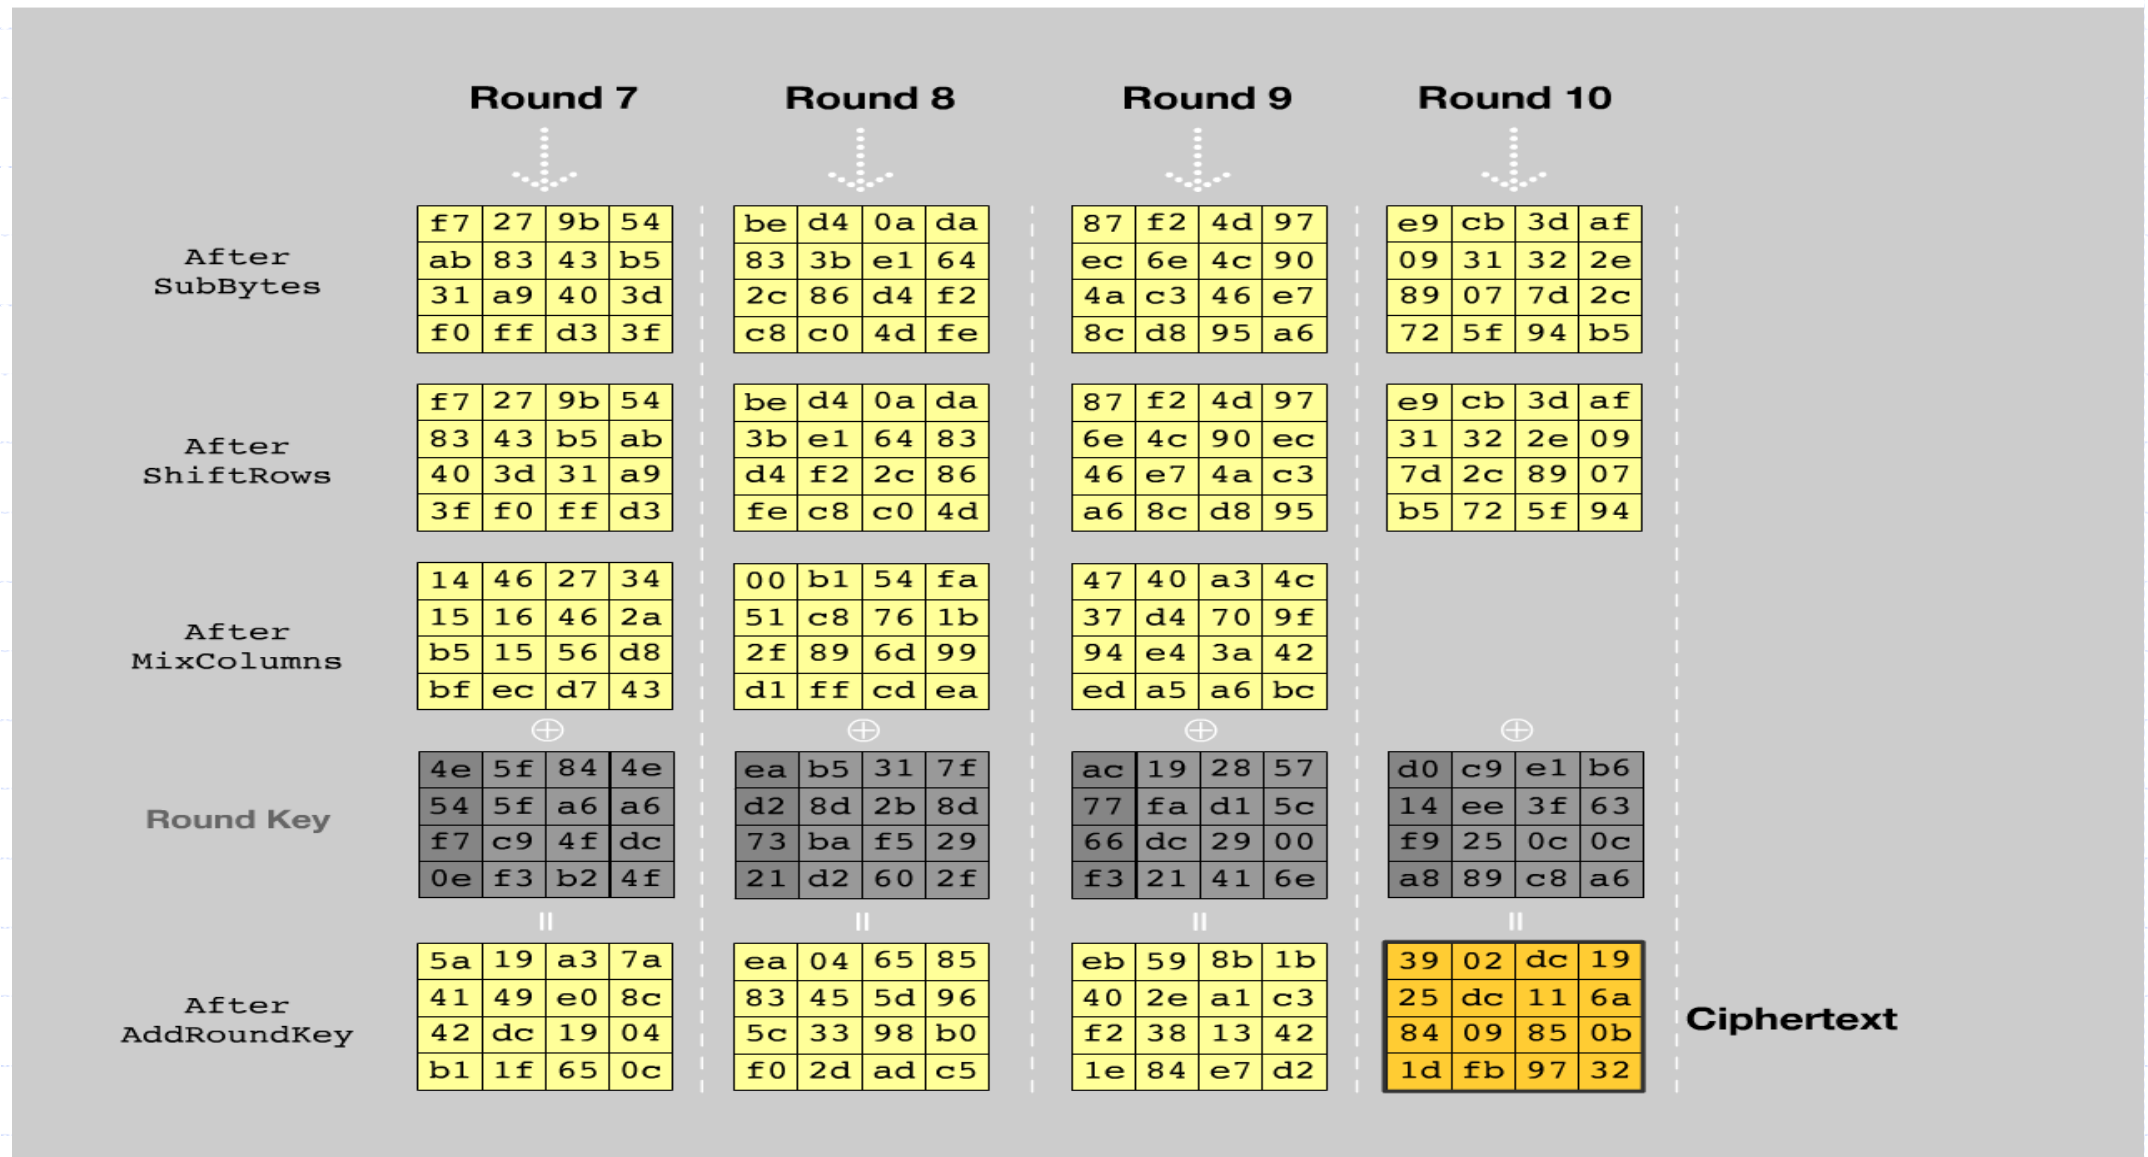 Round 7 Round 8 Round 9 Round 10
After
SubBytes
f7 27 9b 54 be d4 0a da 87 f2 4d 97 e9 cb 3d af
ab 83 43 b5 83 3b e1 64 ec 6e 4c 90 09 31 32 2e
31 a9 40 3d 2c 86 d4 f2 4a c3 46 e7 89 07 7d 2c
f0 ff d3 3f c8 c0 4d fe 8c d8 95 a6 72 5f 94 b5
After
ShiftRows
f7 27 9b 54 be d4 0a da 87 f2 4d 97 e9 cb 3d af
83 43 b5 ab 3b e1 64 83 6e 4c 90 ec 31 32 2e 09
40 3d 31 a9 d4 f2 2c 86 46 e7 4a c3 7d 2c 89 07
3f f0 ff d3 fe c8 c0 4d a6 8c d8 95 b5 72 5f 94
After
MixColumns
14 46 27 34 00 b1 54 fa 47 40 a3 4c
15 16 46 2a 51 c8 76 1b 37 d4 70 9f
b5 15 56 d8 2f 89 6d 99 94 e4 3a 42
bf ec d7 43 d1 ff cd ea ed a5 a6 bc
⊕ ⊕ ⊕ ⊕
Round Key
4e 5f 84 4e ea b5 31 7f ac 19 28 57 d0 c9 e1 b6
54 5f a6 a6 d2 8d 2b 8d 77 fa d1 5c 14 ee 3f 63
f7 c9 4f dc 73 ba f5 29 66 dc 29 00 f9 25 0c 0c
0e f3 b2 4f 21 d2 60 2f f3 21 41 6e a8 89 c8 a6
= = = =
After
AddRoundKey
5a 19 a3 7a ea 04 65 85 eb 59 8b 1b 39 02 dc 19
41 49 e0 8c 83 45 5d 96 40 2e a1 c3 25 dc 11 6a
42 dc 19 04 5c 33 98 b0 f2 38 13 42 84 09 85 0b
b1 1f 65 0c f0 2d ad c5 1e 84 e7 d2 1d fb 97 32
Ciphertext